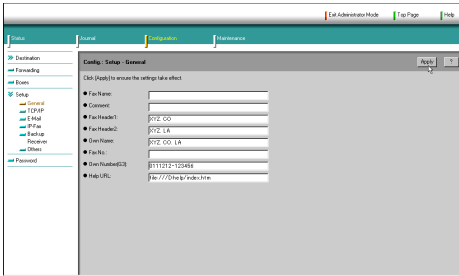 Exit Administrator Mode
Top Page
Help
Status
Journal
Configuration
Maintenance
Destination
Forwarding
Boxes
Setup
General
TCP/IP
E-Mail
IP-Fax
Backup
Receiver
Others
Password
Config.: Setup - General
Apply
?
Click [Apply] to ensure the settings take effect.
Fax Name:
Comment:
Fax Header1: XYZ. CO
Fax Header2: XYZ. LA
Own Name: XYZ. CO. LA
Fax No.:
Own Number(G3): 0111212-123456
Help URL: file:///D|help/index.htm